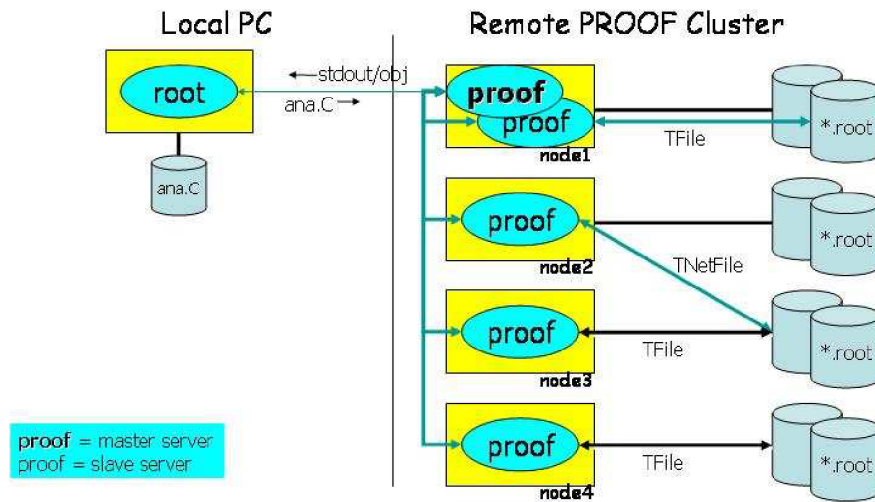 Local PC
Remote PROOF Cluster
root
stdout/obj
ana.C
ana.C
proof
proof
node1
TFile
*.root
proof
node2
TNetFile
*.root
proof
node3
TFile
*.root
proof
node4
TFile
*.root
proof = master server
proof = slave server